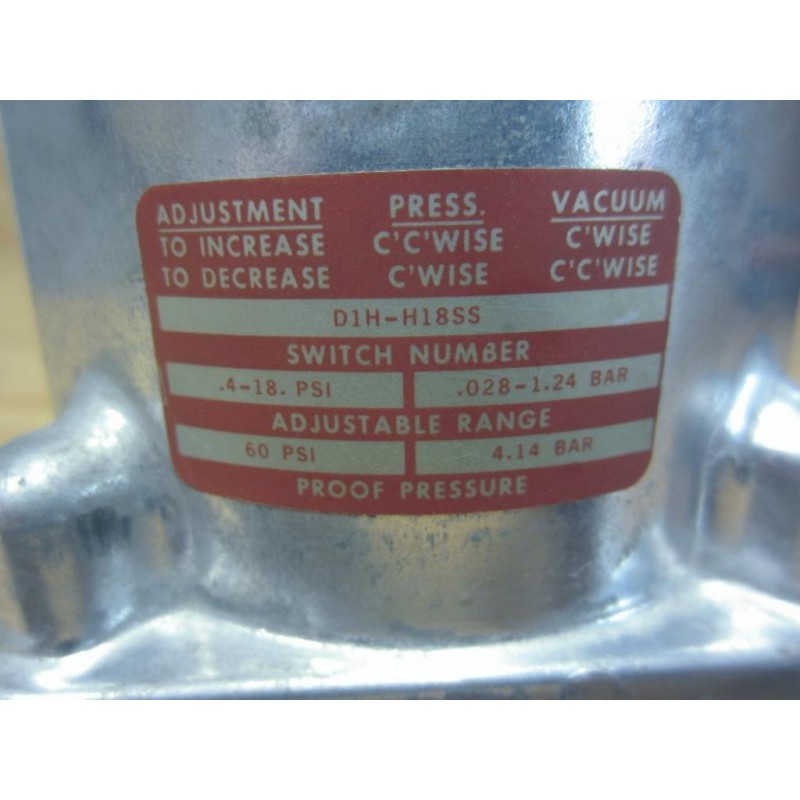 ADJUSTMENT PRESS. VACUUM
TO INCREASE C'C'WISE C'WISE
TO DECREASE C'WISE C'C'WISE
D1H-H18SS
SWITCH NUMBER
.4-18. PSI .028-1.24 BAR
ADJUSTABLE RANGE
60 PSI 4.14 BAR
PROOF PRESSURE